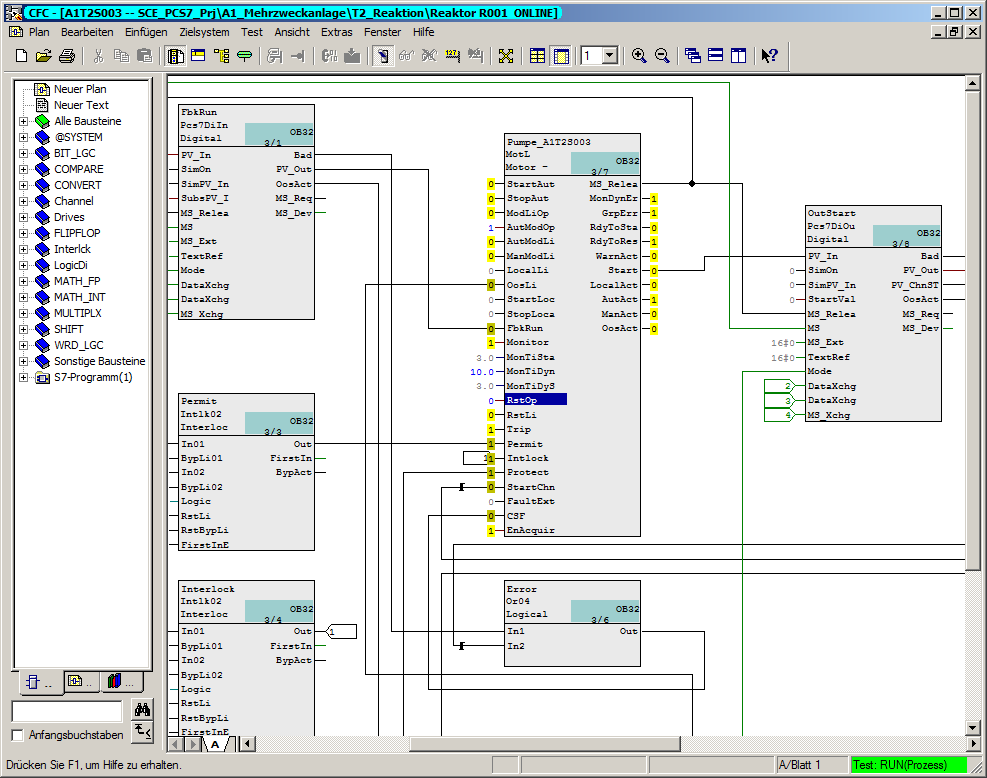 CFC - [A1T2S003 -- SCE_PCS7_Prj\A1_Mehrzweckanlage\T2_Reaktion\Reaktor R001 ONLINE]
Plan Bearbeiten Einfügen Zielsystem Test Ansicht Extras Fenster Hilfe
1
Neuer Plan
Neuer Text
Alle Bausteine
@SYSTEM
BIT_LGC
COMPARE
CONVERT
Channel
Drives
FLIPFLOP
Interlck
LogicDi
MATH_FP
MATH_INT
MULTIPLX
SHIFT
WRD_LGC
Sonstige Bausteine
S7-Programm(1)
Anfangsbuchstaben
FbkRun
Pcs7DiIn
Digital
OB32
3/1
PV_In Bad
SimOn PV_Out
SimPV_In OosAct
SubsPV_I MS_Req
MS_Relea MS_Dev
MS
MS_Ext
TextRef
Mode
DataXchg
DataXchg
MS_Xchg
Permit
Intlk02
Interloc
OB32
3/3
In01 Out
BypLi01 FirstIn
In02 BypAct
BypLi02
Logic
RstLi
RstBypLi
FirstInE
Interlock
Intlk02
Interloc
OB32
3/4
In01 Out 1
BypLi01 FirstIn
In02 BypAct
BypLi02
Logic
RstLi
RstBypLi
FirstInE
Pumpe_A1T2S003
MotL
Motor -
OB32
3/7
0 StartAut MS_Relea
0 StopAut MonDynEr 1
0 ModLiOp GrpErr 1
1 AutModOp RdyToSta 0
0 AutModLi RdyToRes 1
0 ManModLi WarnAct 0
0 LocalLi Start 0
0 OosLi LocalAct 0
0 StartLoc AutAct 1
0 StopLoca ManAct 0
0 FbkRun OosAct 0
1 Monitor
3.0 MonTiSta
10.0 MonTiDyn
3.0 MonTiDyS
0 RstOp
0 RstLi
1 Trip
1 Permit
1 Intlock
1 Protect
0 StartChn
0 FaultExt
0 CSF
1 EnAcquir
Error
Or04
Logical
OB32
3/6
In1 Out
In2
OutStart
Pcs7DiOu
Digital
OB32
3/8
PV_In Bad
0 SimOn PV_Out
0 SimPV_In PV_ChnST
0 StartVal OosAct
MS_Relea MS_Req
MS MS_Dev
16#0 MS_Ext
16#0 TextRef
Mode
2 DataXchg
3 DataXchg
4 MS_Xchg
A
Drücken Sie F1, um Hilfe zu erhalten.
A/Blatt 1
Test: RUN(Prozess)